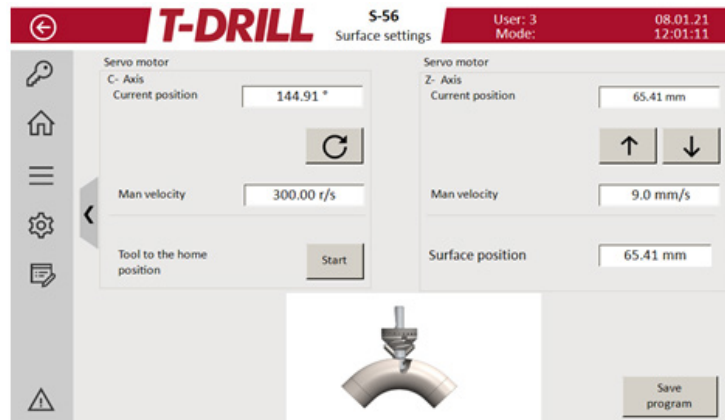 T-DRILL
S-56
Surface settings
User: 3
Mode:
08.01.21
12:01:11
Servo motor
C- Axis
Current position
144.91 °
Man velocity
300.00 r/s
Tool to the home
position
Start
Servo motor
Z- Axis
Current position
65.41 mm
Man velocity
9.0 mm/s
Surface position
65.41 mm
Save
program